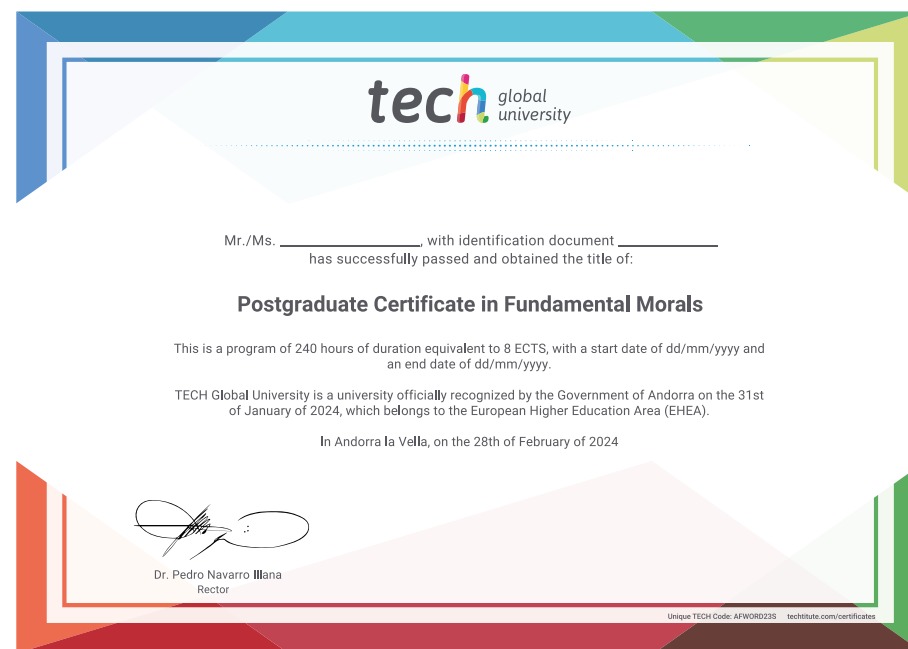 tech global
university
Mr./Ms. ____________, with identification document ____________
has successfully passed and obtained the title of:
Postgraduate Certificate in Fundamental Morals
This is a program of 240 hours of duration equivalent to 8 ECTS, with a start date of dd/mm/yyyy and
an end date of dd/mm/yyyy.
TECH Global University is a university officially recognized by the Government of Andorra on the 31st
of January of 2024, which belongs to the European Higher Education Area (EHEA).
In Andorra la Vella, on the 28th of February of 2024
Dr. Pedro Navarro Illana
Rector
Unique TECH Code: AFWORD23S techtitute.com/certificates